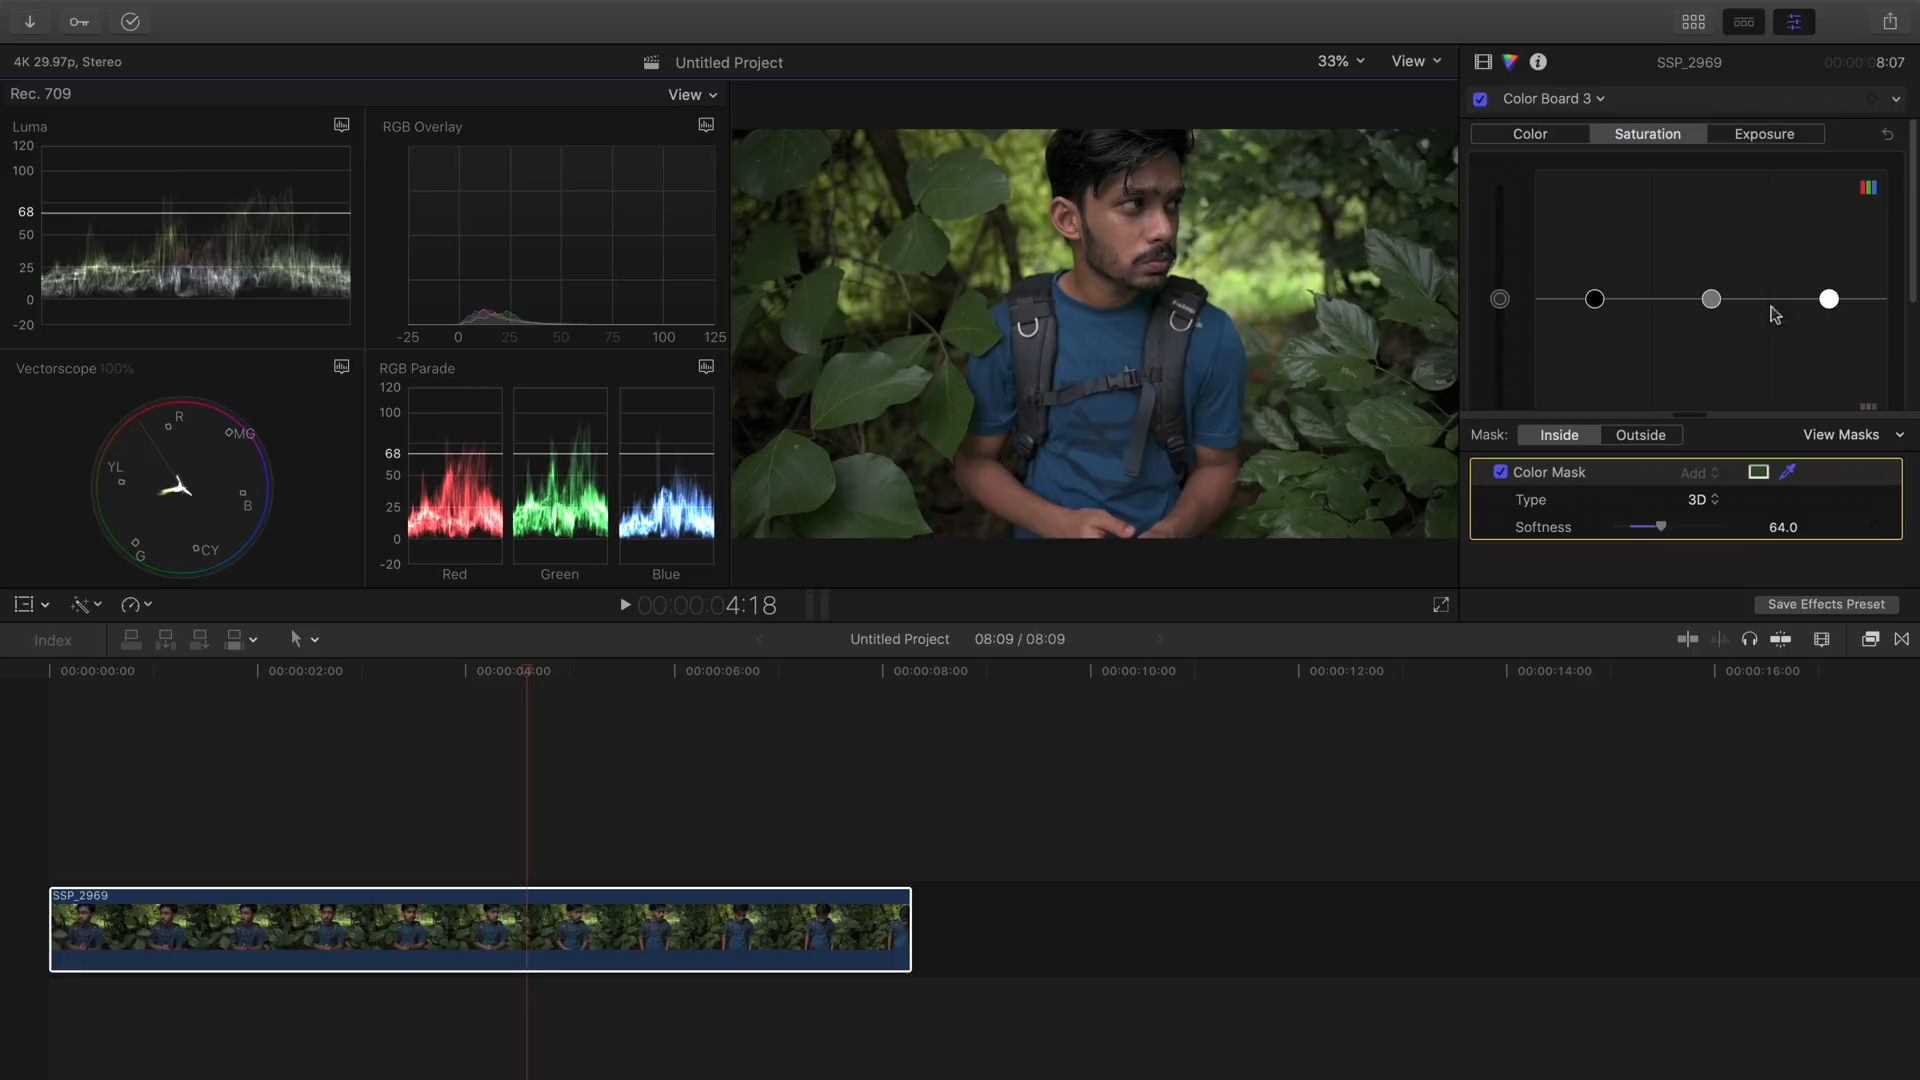 4K 29.97p, Stereo
Untitled Project
33%
View
SSP_2969
00:00:08:07
Rec. 709
View
Color Board 3
Luma
RGB Overlay
Color
Saturation
Exposure
120
100
68
50
25
0
-20
-25
0
25
50
75
100
125
Vectorscope 100%
RGB Parade
R
MG
YL
B
G
CY
120
100
68
50
25
0
-20
Red
Green
Blue
Mask:
Inside
Outside
View Masks
Color Mask
Add
Type
3D
Softness
64.0
00:00:04:18
Save Effects Preset
Index
Untitled Project
08:09 / 08:09
00:00:00:00
00:00:02:00
00:00:04:00
00:00:06:00
00:00:08:00
00:00:10:00
00:00:12:00
00:00:14:00
00:00:16:00
SSP_2969